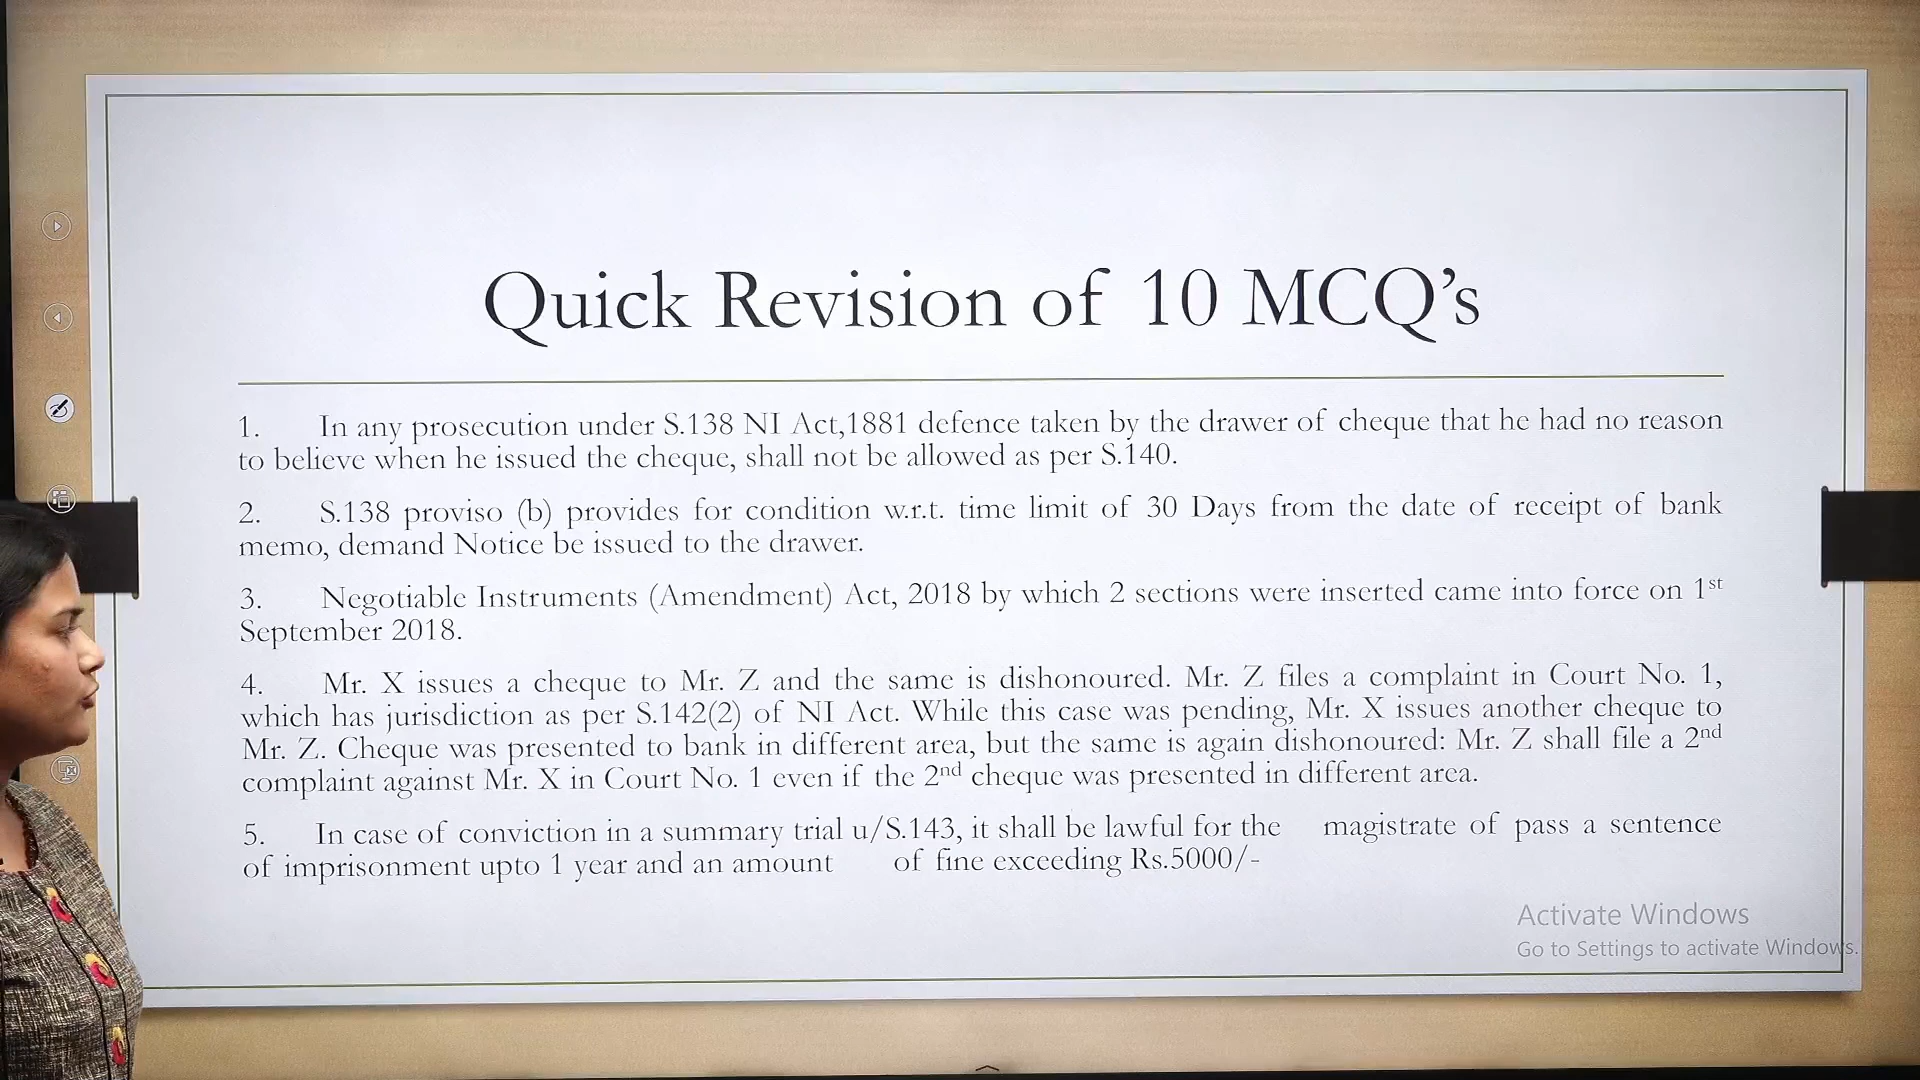 Quick Revision of 10 MCQ’s
1. In any prosecution under S.138 NI Act,1881 defence taken by the drawer of cheque that he had no reason
to believe when he issued the cheque, shall not be allowed as per S.140.
2. S.138 proviso (b) provides for condition w.r.t. time limit of 30 Days from the date of receipt of bank
memo, demand Notice be issued to the drawer.
3. Negotiable Instruments (Amendment) Act, 2018 by which 2 sections were inserted came into force on 1st
September 2018.
4. Mr. X issues a cheque to Mr. Z and the same is dishonoured. Mr. Z files a complaint in Court No. 1,
which has jurisdiction as per S.142(2) of NI Act. While this case was pending, Mr. X issues another cheque to
Mr. Z. Cheque was presented to bank in different area, but the same is again dishonoured: Mr. Z shall file a 2nd
complaint against Mr. X in Court No. 1 even if the 2nd cheque was presented in different area.
5. In case of conviction in a summary trial u/S.143, it shall be lawful for the magistrate of pass a sentence
of imprisonment upto 1 year and an amount of fine exceeding Rs.5000/-
Activate Windows
Go to Settings to activate Windows.